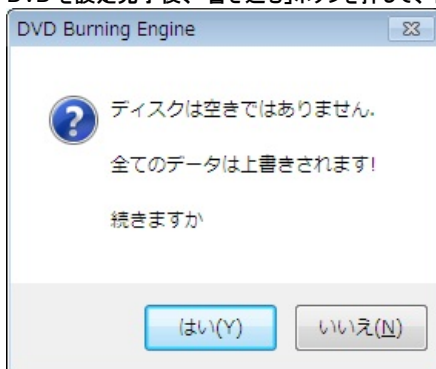 DVD Burning Engine
ディスクは空きではありません.
全てのデータは上書きされます!
続きますか
はい(Y)
いいえ(N)